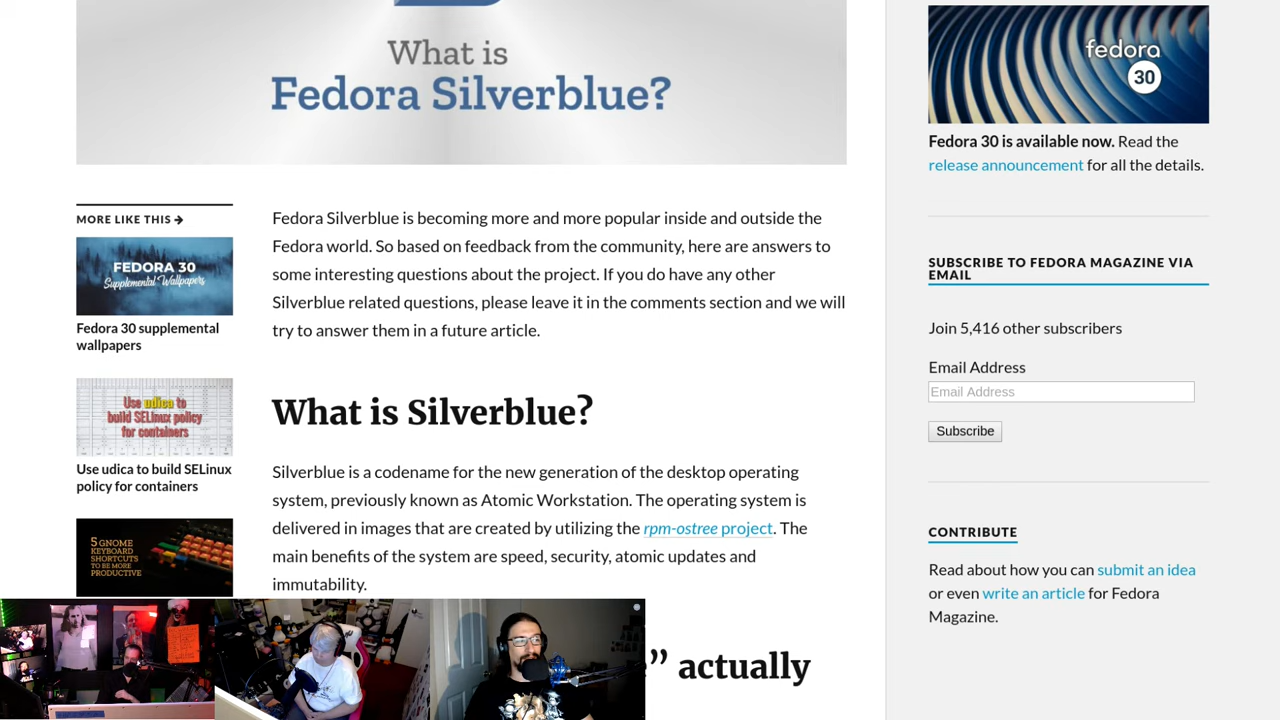 What is
Fedora Silverblue?
MORE LIKE THIS →
FEDORA 30
Supplemental Wallpapers
Fedora 30 supplemental
wallpapers
Use udica to
build SELinux policy
for containers
Use udica to build SELinux
policy for containers
5 GNOME
KEYBOARD
SHORTCUTS
TO BE MORE
PRODUCTIVE
Fedora Silverblue is becoming more and more popular inside and outside the
Fedora world. So based on feedback from the community, here are answers to
some interesting questions about the project. If you do have any other
Silverblue related questions, please leave it in the comments section and we will
try to answer them in a future article.
What is Silverblue?
Silverblue is a codename for the new generation of the desktop operating
system, previously known as Atomic Workstation. The operating system is
delivered in images that are created by utilizing the rpm-ostree project. The
main benefits of the system are speed, security, atomic updates and
immutability.
” actually
fedora
30
Fedora 30 is available now. Read the
release announcement for all the details.
SUBSCRIBE TO FEDORA MAGAZINE VIA
EMAIL
Join 5,416 other subscribers
Email Address
Email Address
Subscribe
CONTRIBUTE
Read about how you can submit an idea
or even write an article for Fedora
Magazine.